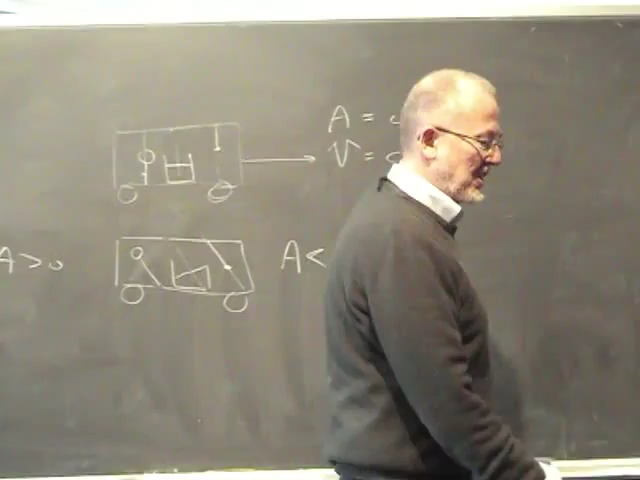 A =
V =
A > 0
A <